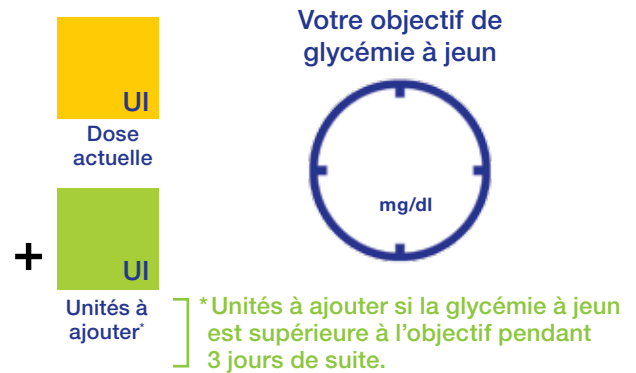 Votre objectif de
glycémie à jeun
UI
Dose
actuelle
mg/dl
+
UI
Unités à
ajouter*
* Unités à ajouter si la glycémie à jeun
est supérieure à l'objectif pendant
3 jours de suite.